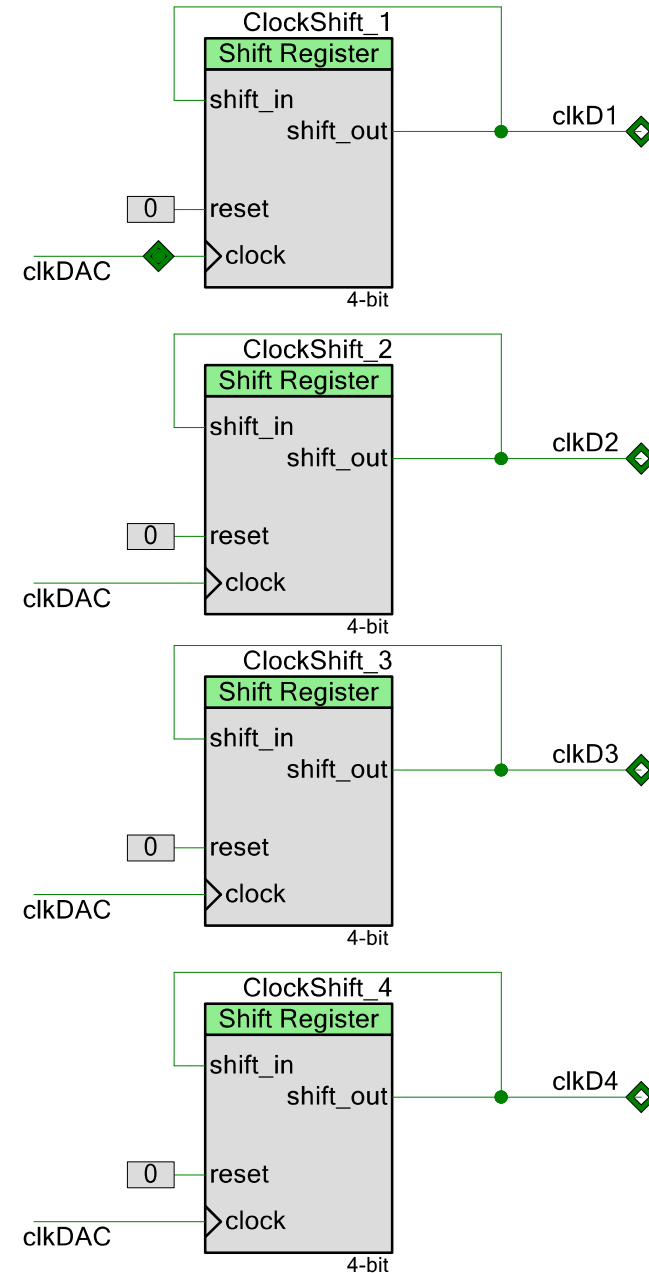 ClockShift_1
Shift Register
shift_in
shift_out
clkD1
0
reset
clock
clkDAC
4-bit
ClockShift_2
Shift Register
shift_in
shift_out
clkD2
0
reset
clock
clkDAC
4-bit
ClockShift_3
Shift Register
shift_in
shift_out
clkD3
0
reset
clock
clkDAC
4-bit
ClockShift_4
Shift Register
shift_in
shift_out
clkD4
0
reset
clock
clkDAC
4-bit